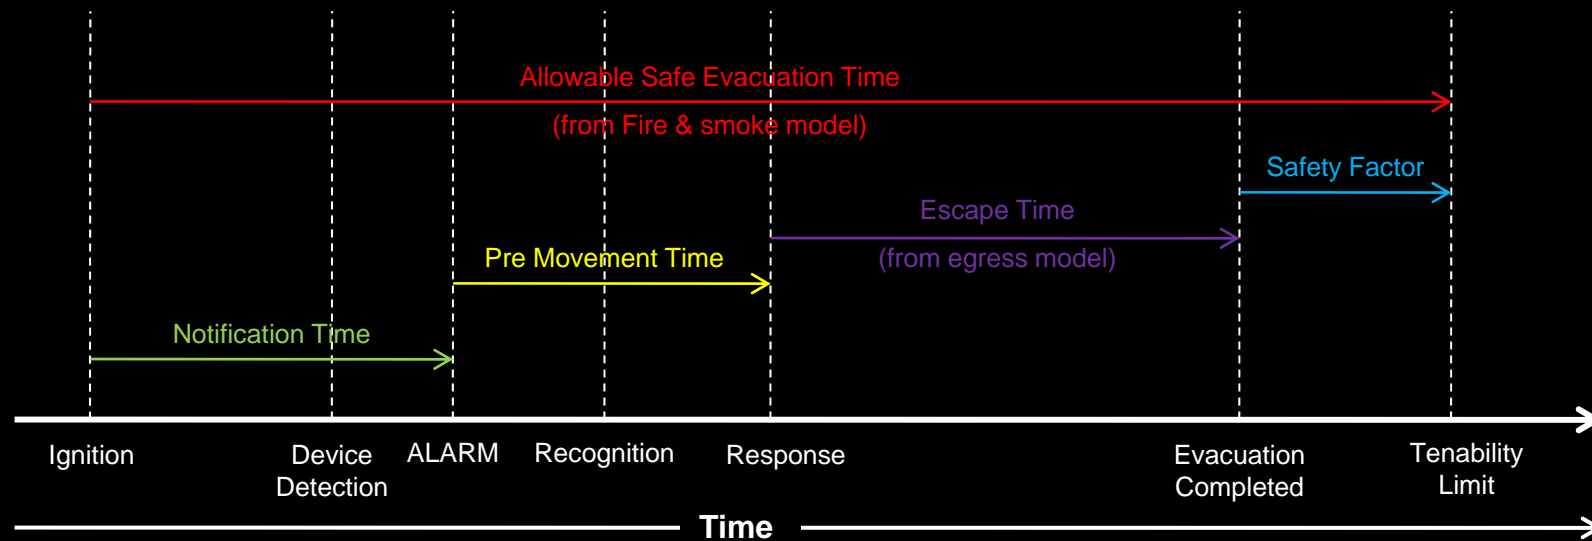 Allowable Safe Evacuation Time
(from Fire & smoke model)
Safety Factor
Escape Time
(from egress model)
Pre Movement Time
Notification Time
Ignition
Device
Detection
ALARM
Recognition
Response
Evacuation
Completed
Tenability
Limit
Time